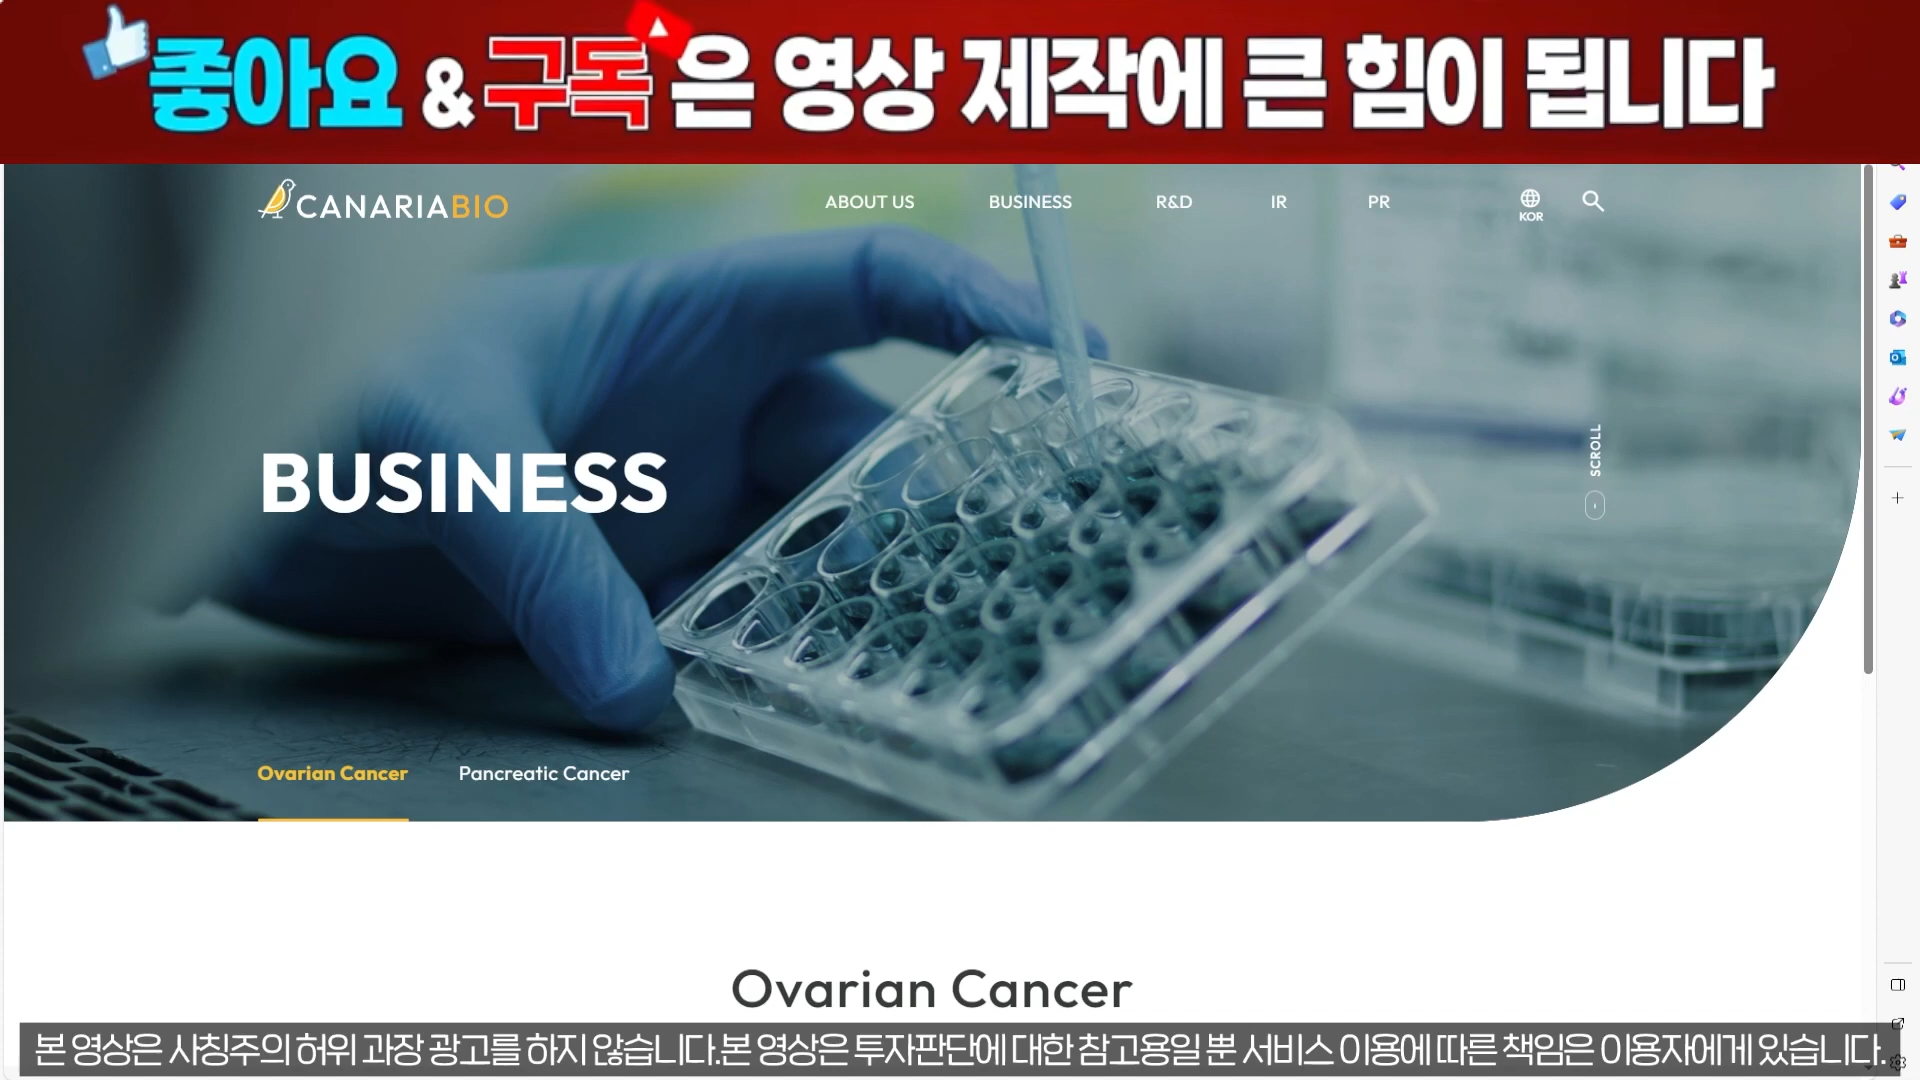 좋아요 & 구독 은 영상 제작에 큰 힘이 됩니다
CANARIABIO
ABOUT US
BUSINESS
R&D
IR
PR
KOR
SCROLL
BUSINESS
Ovarian Cancer
Pancreatic Cancer
Ovarian Cancer
본 영상은 사칭주의 허위 과장 광고를 하지 않습니다.본 영상은 투자판단에 대한 참고용일 뿐 서비스 이용에 따른 책임은 이용자에게 있습니다.